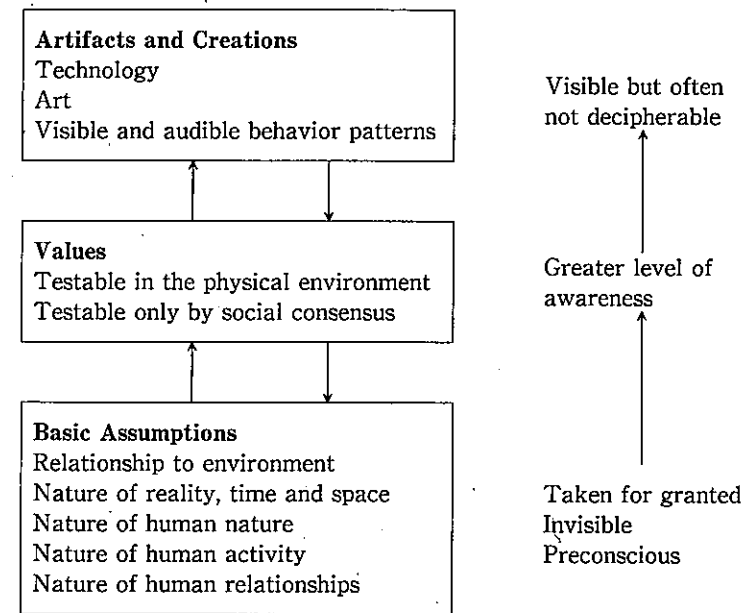 Artifacts and Creations
Technology
Art
Visible and audible behavior patterns
Visible but often
not decipherable
Values
Testable in the physical environment
Testable only by social consensus
Greater level of
awareness
Basic Assumptions
Relationship to environment
Nature of reality, time and space
Nature of human nature
Nature of human activity
Nature of human relationships
Taken for granted
Invisible
Preconscious